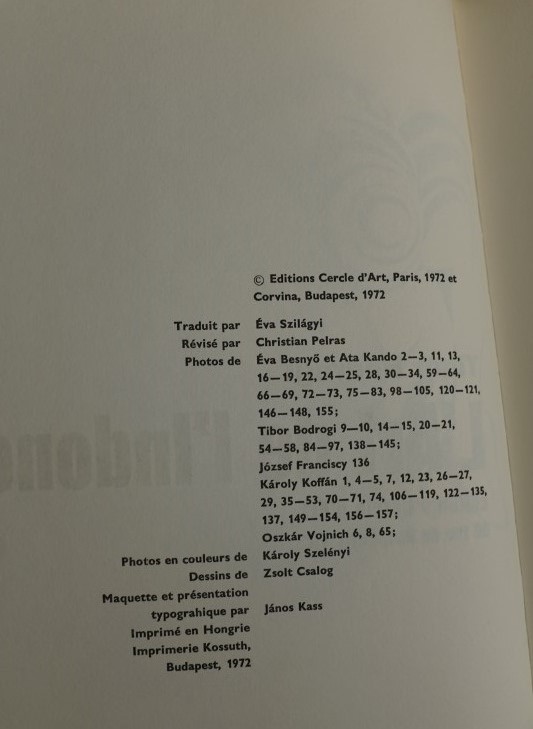 © Editions Cercle d'Art, Paris, 1972 et
Corvina, Budapest, 1972
Traduit par Éva Szilágyi
Révisé par Christian Pelras
Photos de Éva Besnyő et Ata Kando 2—3, 11, 13,
16—19, 22, 24—25, 28, 30—34, 59—64,
66—69, 72—73, 75—83, 98—105, 120—121,
146—148, 155;
Tibor Bodrogi 9—10, 14—15, 20—21,
54—58, 84—97, 138—145;
József Franciscy 136
Károly Koffán 1, 4—5, 7, 12, 23, 26—27,
29, 35—53, 70—71, 74, 106—119, 122—135,
137, 149—154, 156—157;
Oszkár Vojnich 6, 8, 65;
Photos en couleurs de Károly Szelényi
Dessins de Zsolt Csalog
Maquette et présentation
typograhique par János Kass
Imprimé en Hongrie
Imprimerie Kossuth,
Budapest, 1972